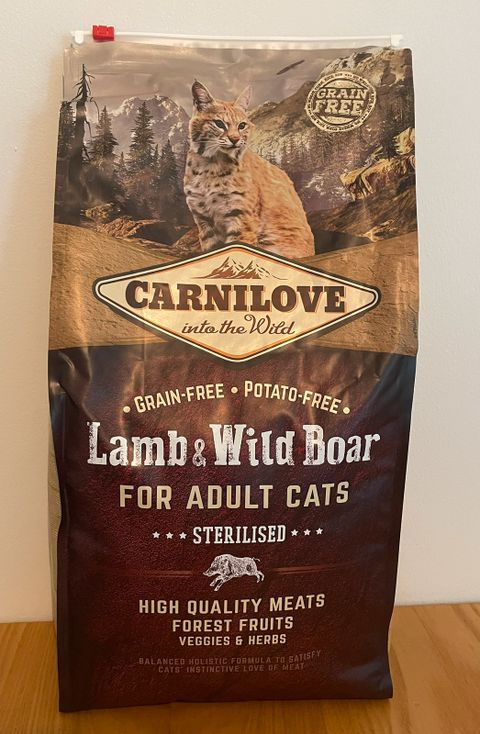 GRAIN
FREE
CARNILOVE
into the Wild
• GRAIN-FREE • POTATO-FREE •
Lamb & Wild Boar
FOR ADULT CATS
STERILISED
HIGH QUALITY MEATS
FOREST FRUITS
VEGGIES & HERBS
BALANCED HOLISTIC FORMULA TO SATISFY
CATS' INSTINCTIVE LOVE OF MEAT